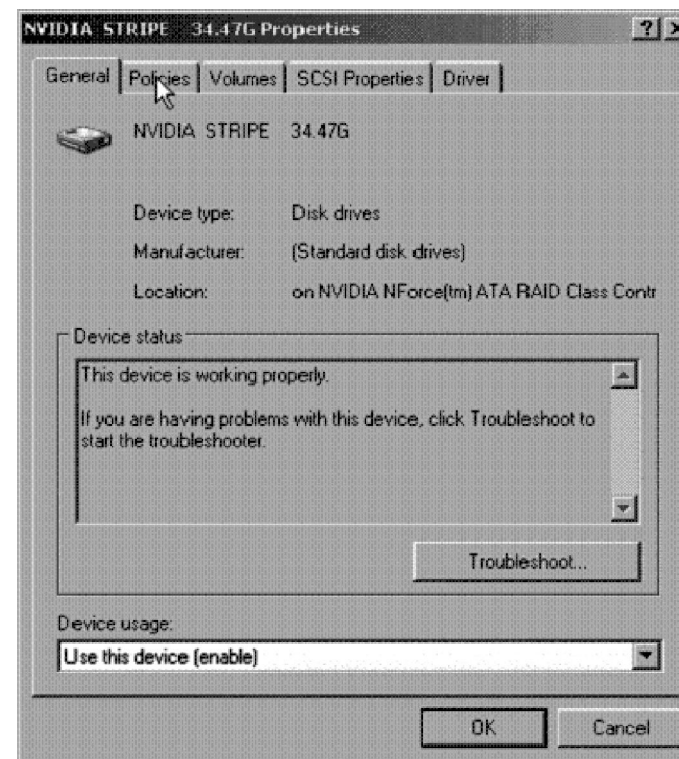 NVIDIA STRIPE 34.47G Properties
General Policies Volumes SCSI Properties Driver
NVIDIA STRIPE 34.47G
Device type: Disk drives
Manufacturer: (Standard disk drives)
Location: on NVIDIA NForce(tm) ATA RAID Class Contr
Device status
This device is working properly.
If you are having problems with this device, click Troubleshoot to
start the troubleshooter.
Troubleshoot...
Device usage:
Use this device (enable)
OK Cancel